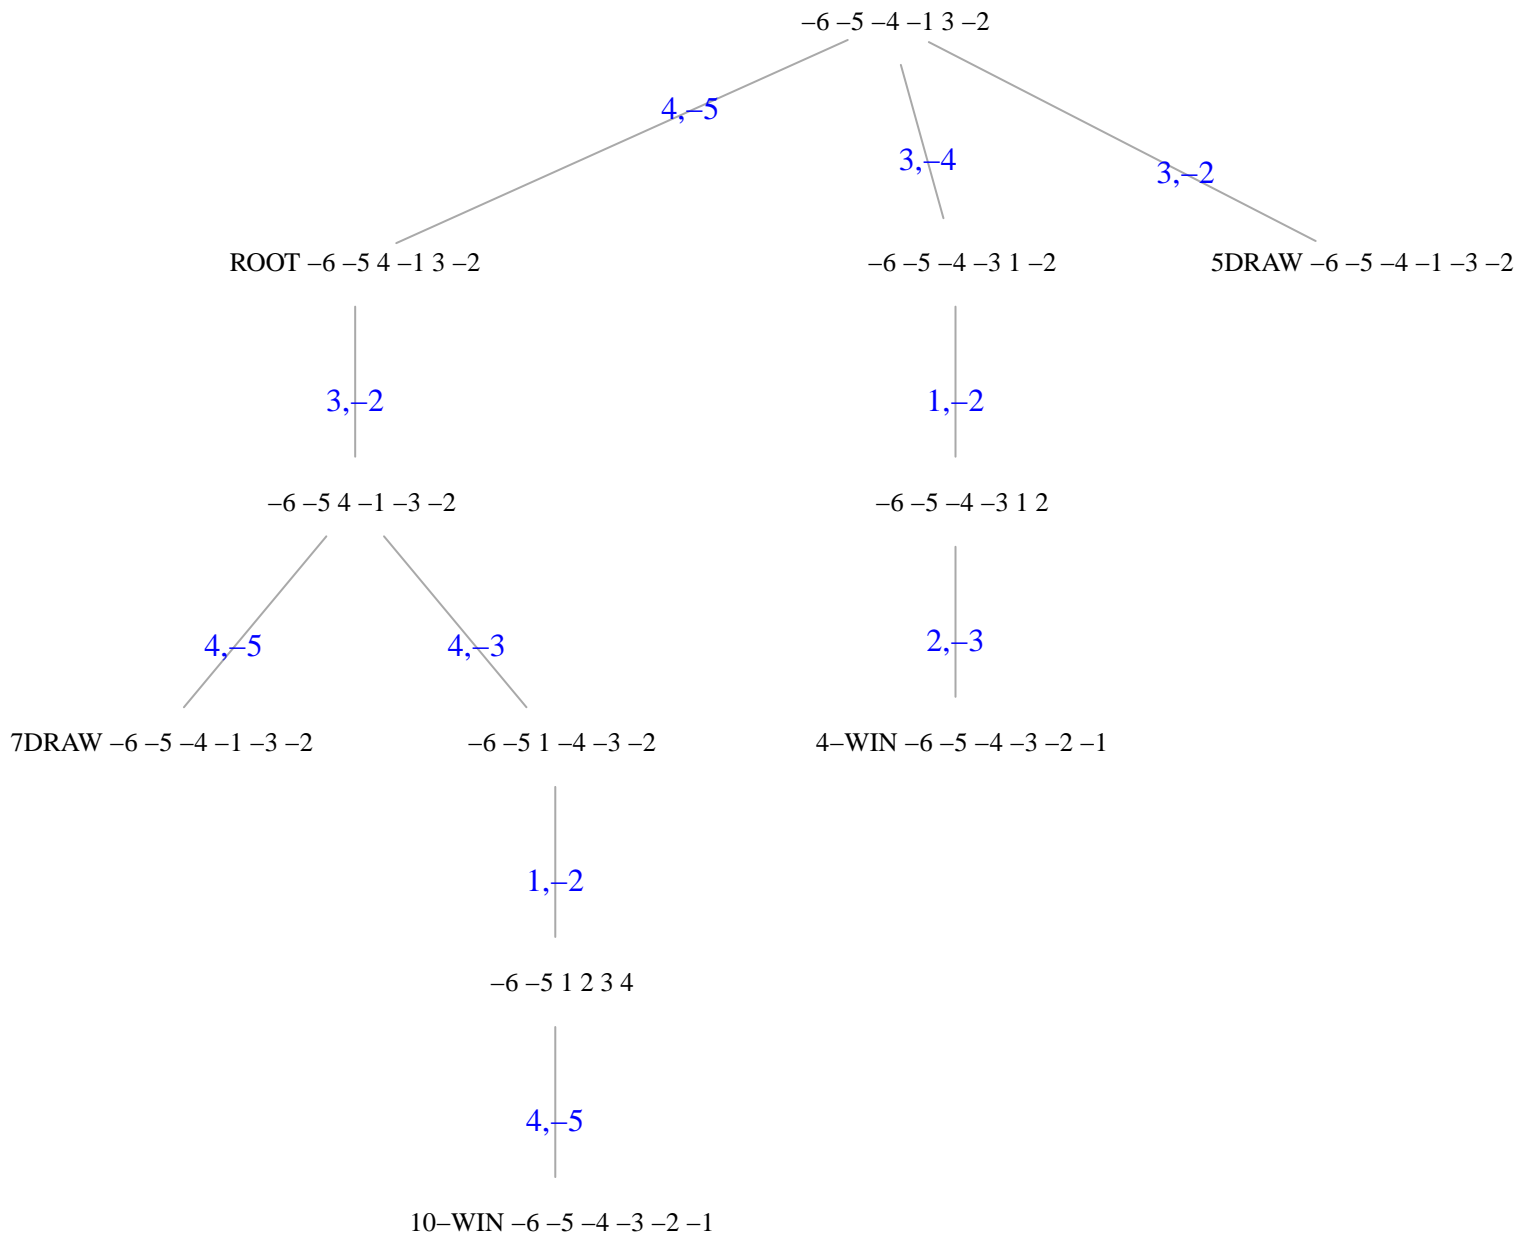 –6 –5 –4 –1 3 –2
4,–5
3,–4
3,–2
ROOT –6 –5 4 –1 3 –2
–6 –5 –4 –3 1 –2
5DRAW –6 –5 –4 –1 –3 –2
3,–2
1,–2
–6 –5 4 –1 –3 –2
–6 –5 –4 –3 1 2
4,–5
4,–3
2,–3
7DRAW –6 –5 –4 –1 –3 –2
–6 –5 1 –4 –3 –2
4–WIN –6 –5 –4 –3 –2 –1
1,–2
–6 –5 1 2 3 4
4,–5
10–WIN –6 –5 –4 –3 –2 –1